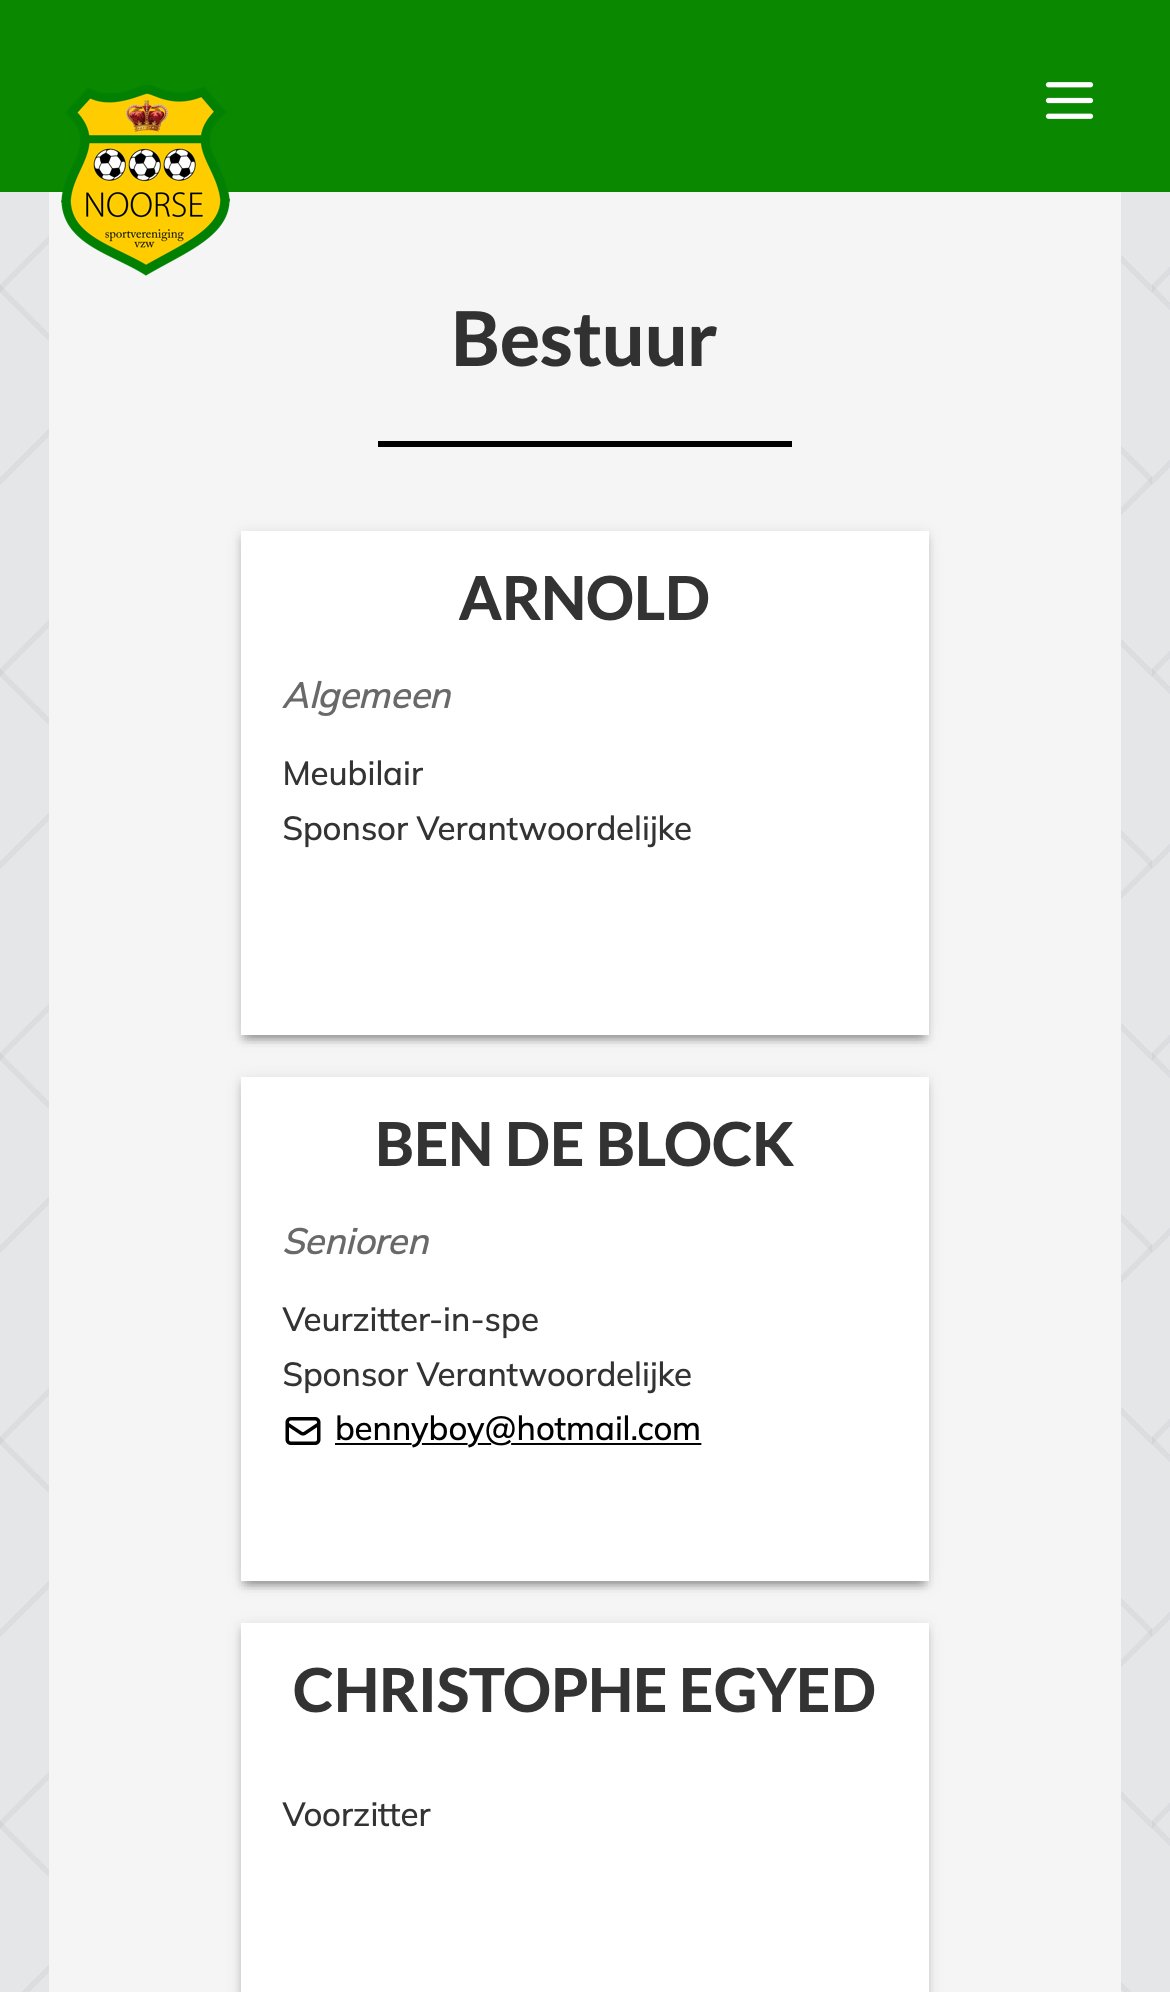 NOORSE
sportvereniging
vzw
Bestuur
ARNOLD
Algemeen
Meubilair
Sponsor Verantwoordelijke
BEN DE BLOCK
Senioren
Veurzitter-in-spe
Sponsor Verantwoordelijke
bennyboy@hotmail.com
CHRISTOPHE EGYED
Voorzitter